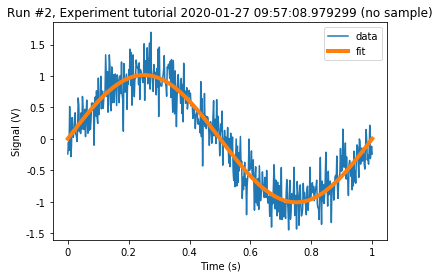 Run #2, Experiment tutorial 2020-01-27 09:57:08.979299 (no sample)
data
fit
1.5
1
0.5
0
-0.5
-1
-1.5
Signal (V)
0
0.2
0.4
0.6
0.8
1
Time (s)